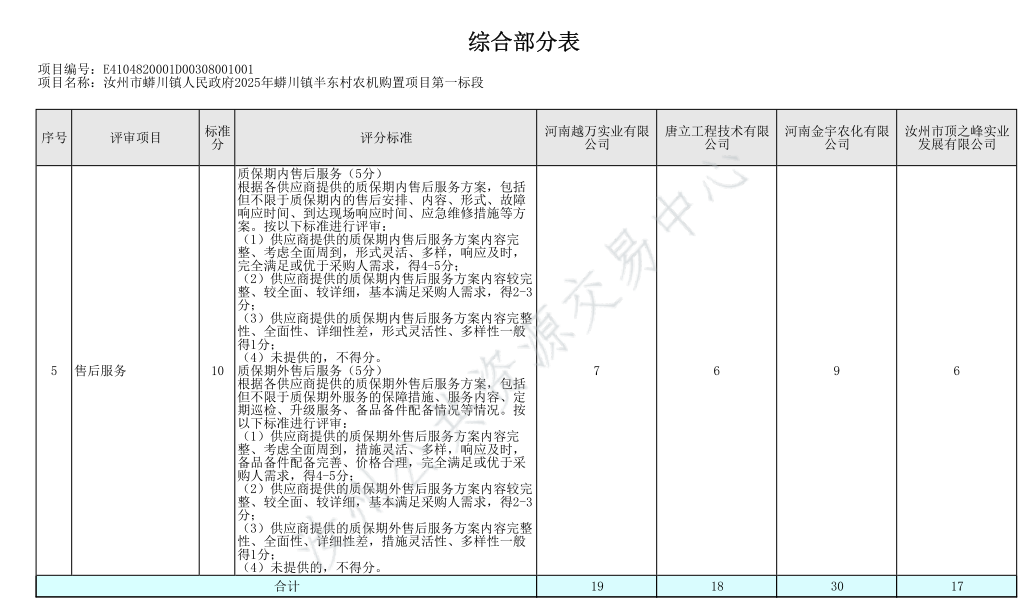 综合部分表
项目编号：E4104820001D00308001001
项目名称：汝州市蟒川镇人民政府2025年蟒川镇半东村农机购置项目第一标段
序号 评审项目 标准分 评分标准 河南越万实业有限公司 唐立工程技术有限公司 河南金宇农化有限公司 汝州市顶之峰实业发展有限公司
质保期内售后服务（5分）
根据各供应商提供的质保期内售后服务方案，包括
但不限于质保期内的售后安排、内容、形式、故障
响应时间、到达现场响应时间、应急维修措施等方
案。按以下标准进行评审：
（1）供应商提供的质保期内售后服务方案内容完
整、考虑全面周到，形式灵活、多样，响应及时，
完全满足或优于采购人需求，得4-5分；
（2）供应商提供的质保期内售后服务方案内容较完
整、较全面、较详细，基本满足采购人需求，得2-3
分；
（3）供应商提供的质保期内售后服务方案内容完整
性、全面性、详细性差，形式灵活性、多样性一般
得1分；
（4）未提供的，不得分。
5 售后服务 10 质保期外售后服务（5分） 7 6 9 6
根据各供应商提供的质保期外售后服务方案，包括
但不限于质保期外服务的保障措施、服务内容、定
期巡检、升级服务、备品备件配备情况等情况。按
以下标准进行评审：
（1）供应商提供的质保期外售后服务方案内容完
整、考虑全面周到，措施灵活、多样，响应及时，
备品备件配备完善、价格合理，完全满足或优于采
购人需求，得4-5分；
（2）供应商提供的质保期外售后服务方案内容较完
整、较全面、较详细，基本满足采购人需求，得2-3
分；
（3）供应商提供的质保期外售后服务方案内容完整
性、全面性、详细性差，措施灵活性、多样性一般
得1分；
（4）未提供的，不得分。
合计 19 18 30 17
汝州公共资源交易中心